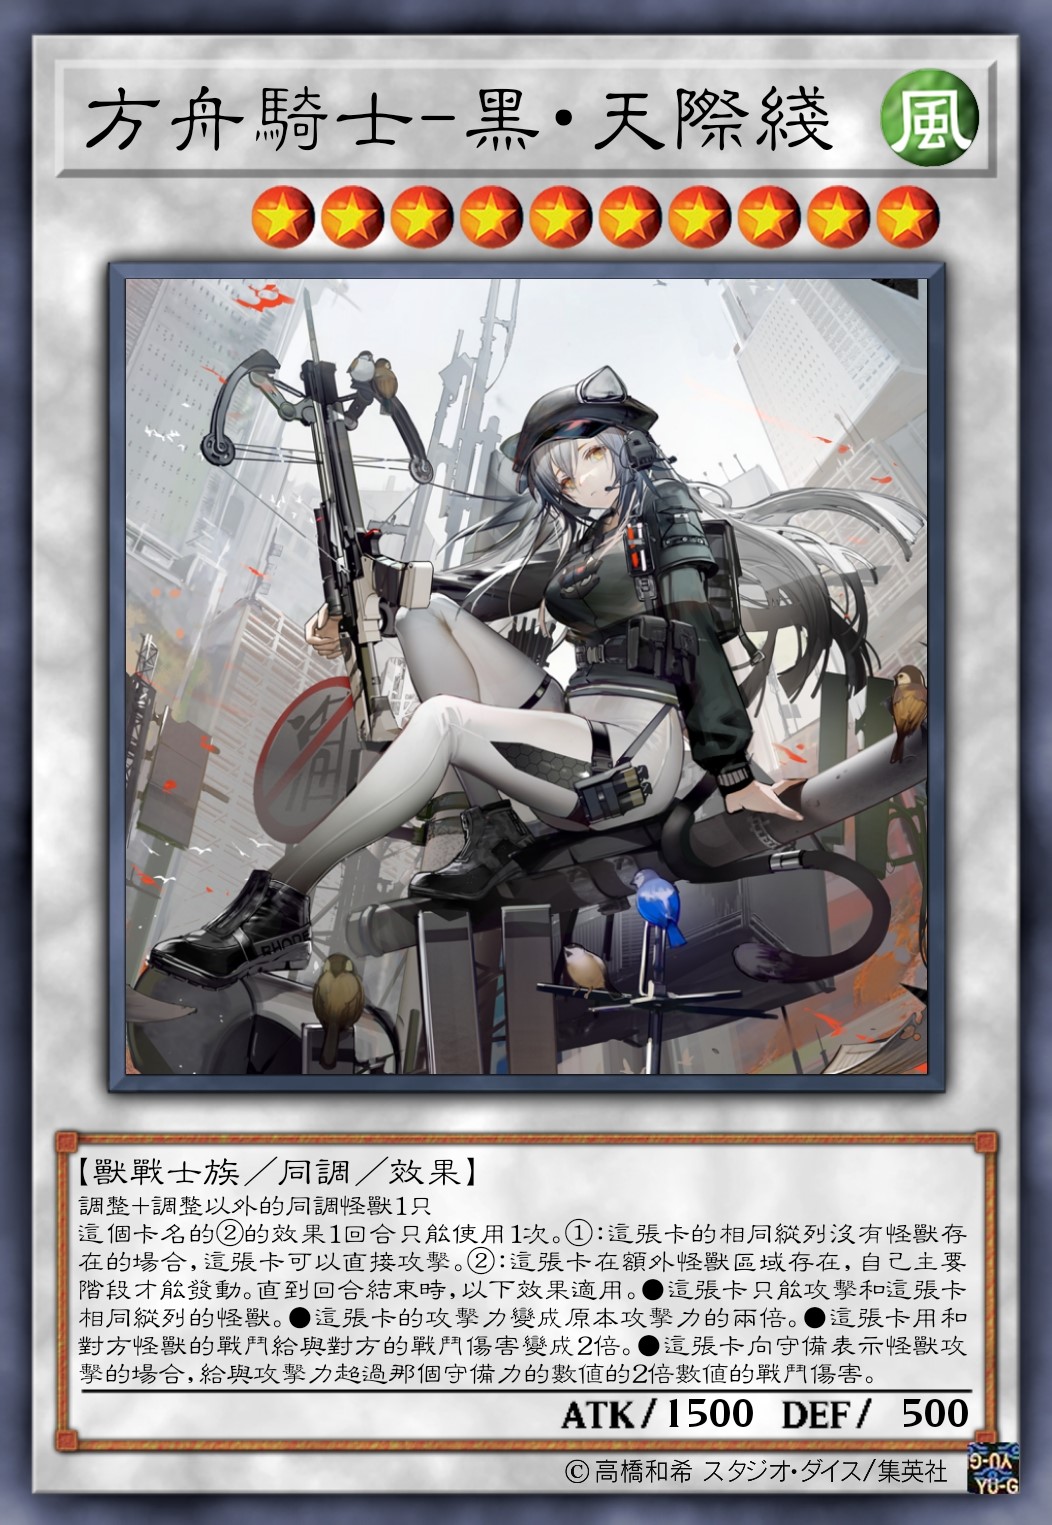 方舟騎士-黑·天際綫
風
【獸戰士族／同調／效果】
調整+調整以外的同調怪獸1只
這個卡名的②的效果1回合只能使用1次。①:這張卡的相同縱列沒有怪獸存
在的場合,這張卡可以直接攻擊。②:這張卡在額外怪獸區域存在,自己主要
階段才能發動。直到回合結束時,以下效果適用。●這張卡只能攻擊和這張卡
相同縱列的怪獸。●這張卡的攻擊力變成原本攻擊力的兩倍。●這張卡用和
對方怪獸的戰鬥給與對方的戰鬥傷害變成2倍。●這張卡向守備表示怪獸攻
擊的場合,給與攻擊力超過那個守備力的數值的2倍數值的戰鬥傷害。
ATK/1500 DEF/ 500
©高橋和希 スタジオ・ダイス/集英社